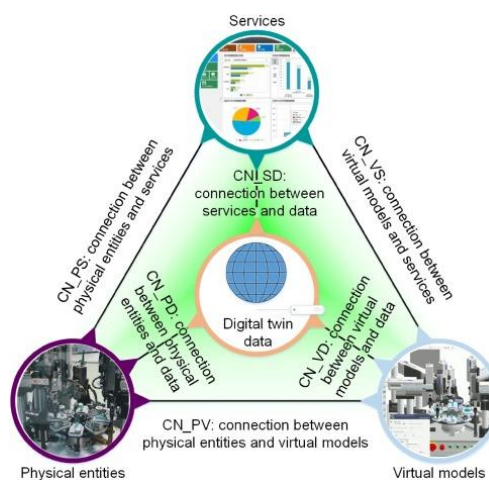 Services
CN_SD:
connection between
services and data
CN_PS: connection between
physical entities and services
CN_VS: connection between
virtual models and services
Digital twin
data
CN_PD: connection
between physical
entities and data
CN_VD: connection
between virtual
models and data
CN_PV: connection between
physical entities and virtual models
Physical entities
Virtual models